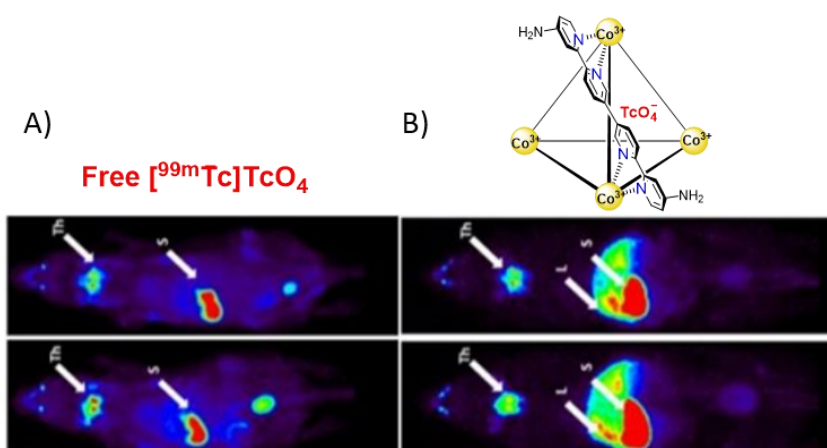 A)
Free [⁹⁹ᵐTc]TcO₄
Th
S
Th
S
B)
H₂N
N
Co³⁺
N
TcO₄⁻
Co³⁺
Co³⁺
N
Co³⁺
N
NH₂
Th
L
S
Th
L
S